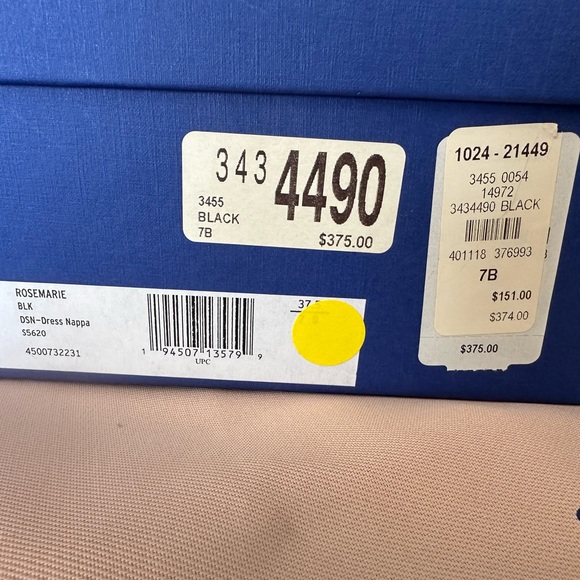 343 4490
3455
BLACK
7B
$375.00
1024 - 21449
3455 0054
14972
3434490 BLACK
401118 376993
7B
$151.00
$374.00
$375.00
ROSEMARIE
BLK
DSN-Dress Nappa
S5620
4500732231
1 94507 13579 9
UPC